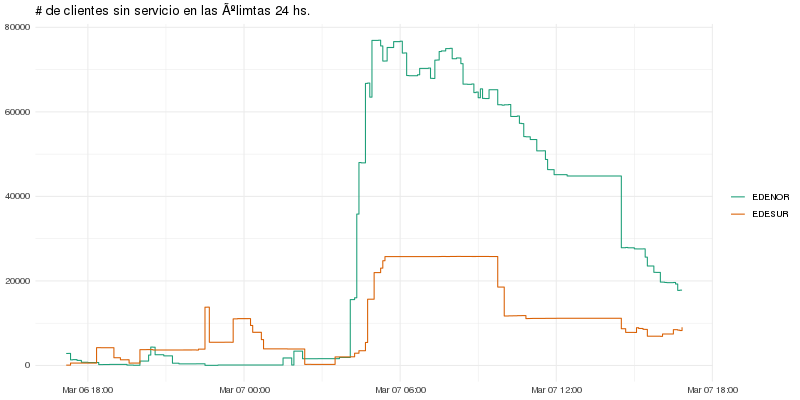 # de clientes sin servicio en las Ãºlimtas 24 hs.
80000
60000
40000
20000
0
Mar 06 18:00
Mar 07 00:00
Mar 07 06:00
Mar 07 12:00
Mar 07 18:00
EDENOR
EDESUR